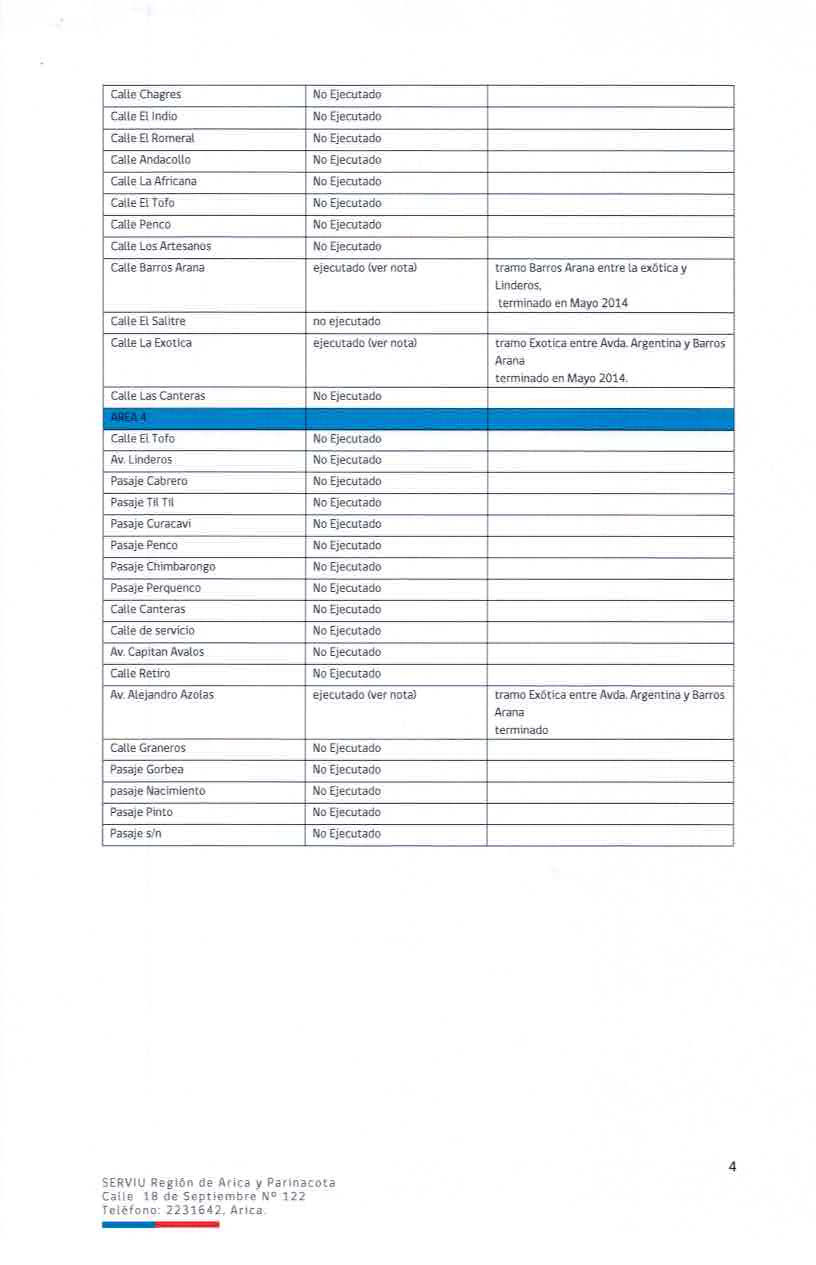 Calle Chagres No Ejecutado
Calle El Indio No Ejecutado
Calle El Romeral No Ejecutado
Calle Andacollo No Ejecutado
Calle La Africana No Ejecutado
Calle El Tofo No Ejecutado
Calle Penco No Ejecutado
Calle Los Artesanos No Ejecutado
Calle Barros Arana ejecutado (ver nota) tramo Barros Arana entre la exótica y
Linderos,
terminado en Mayo 2014
Calle El Salitre no ejecutado
Calle La Exotica ejecutado (ver nota) tramo Exotica entre Avda. Argentina y Barros
Arana
terminado en Mayo 2014.
Calle Las Canteras No Ejecutado
AREA 4
Calle El Tofo No Ejecutado
Av. Linderos No Ejecutado
Pasaje Cabrero No Ejecutado
Pasaje Til Til No Ejecutado
Pasaje Curacavi No Ejecutado
Pasaje Penco No Ejecutado
Pasaje Chimbarongo No Ejecutado
Pasaje Perquenco No Ejecutado
Calle Canteras No Ejecutado
Calle de servicio No Ejecutado
Av. Capitan Avalos No Ejecutado
Calle Retiro No Ejecutado
Av. Alejandro Azolas ejecutado (ver nota) tramo Exótica entre Avda. Argentina y Barros
Arana
terminado
Calle Graneros No Ejecutado
Pasaje Gorbea No Ejecutado
pasaje Nacimiento No Ejecutado
Pasaje Pinto No Ejecutado
Pasaje s/n No Ejecutado
4
SERVIU Región de Arica y Parinacota
Calle 18 de Septiembre Nº 122
Teléfono: 2231642, Arica.